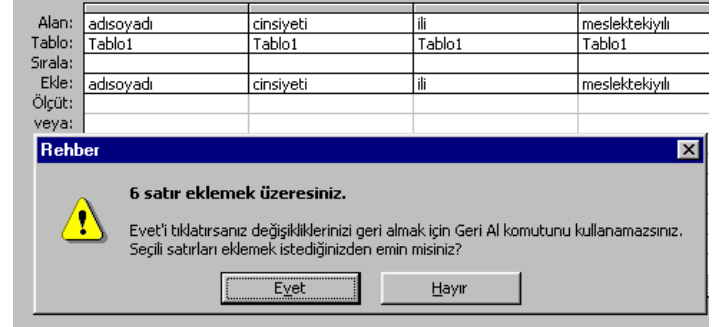 Alan: adısoyadı cinsiyeti ili meslektekiyılı
Tablo: Tablo1 Tablo1 Tablo1 Tablo1
Sırala:
Ekle: adısoyadı cinsiyeti ili meslektekiyılı
Ölçüt:
veya:
Rehber
6 satır eklemek üzeresiniz.
Evet'i tıklatırsanız değişikliklerinizi geri almak için Geri Al komutunu kullanamazsınız.
Seçili satırları eklemek istediğinizden emin misiniz?
Evet Hayır